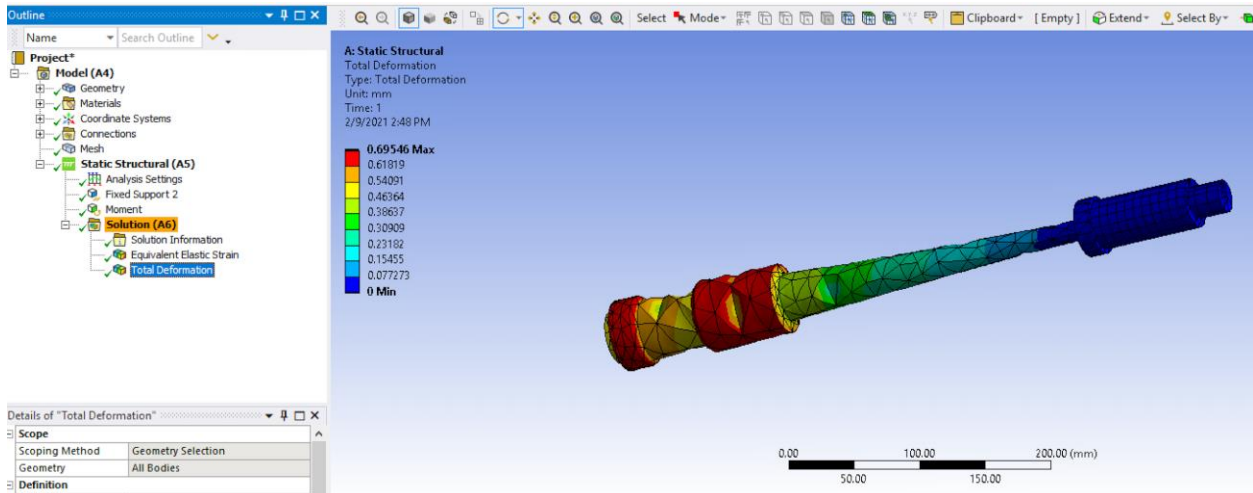 Outline
Name Search Outline
Project*
Model (A4)
Geometry
Materials
Coordinate Systems
Connections
Mesh
Static Structural (A5)
Analysis Settings
Fixed Support 2
Moment
Solution (A6)
Solution Information
Equivalent Elastic Strain
Total Deformation
Details of "Total Deformation"
Scope
Scoping Method Geometry Selection
Geometry All Bodies
Definition
Select Mode Clipboard [ Empty ] Extend Select By
A: Static Structural
Total Deformation
Type: Total Deformation
Unit: mm
Time: 1
2/9/2021 2:48 PM
0.69546 Max
0.61819
0.54091
0.46364
0.38637
0.30909
0.23182
0.15455
0.077273
0 Min
0.00 100.00 200.00 (mm)
50.00 150.00